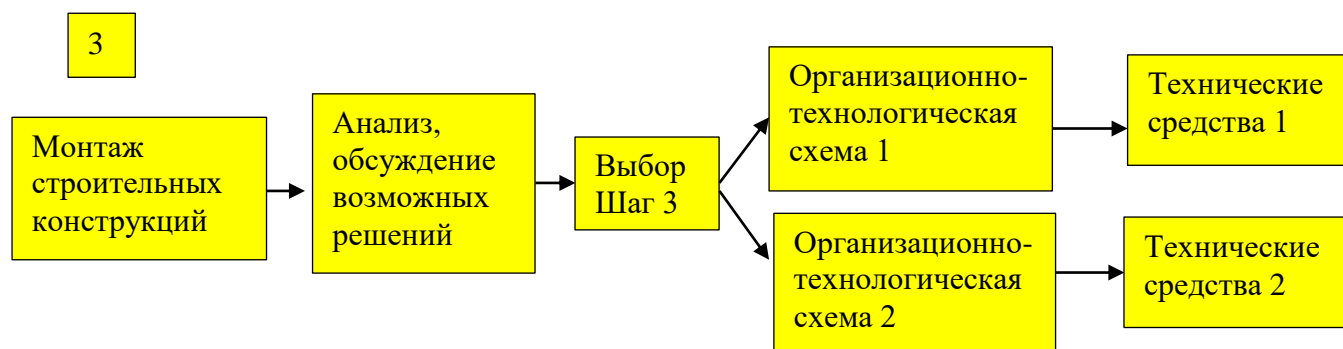 3
Монтаж
строительных
конструкций
Анализ,
обсуждение
возможных
решений
Выбор
Шаг 3
Организационно-
технологическая
схема 1
Технические
средства 1
Организационно-
технологическая
схема 2
Технические
средства 2